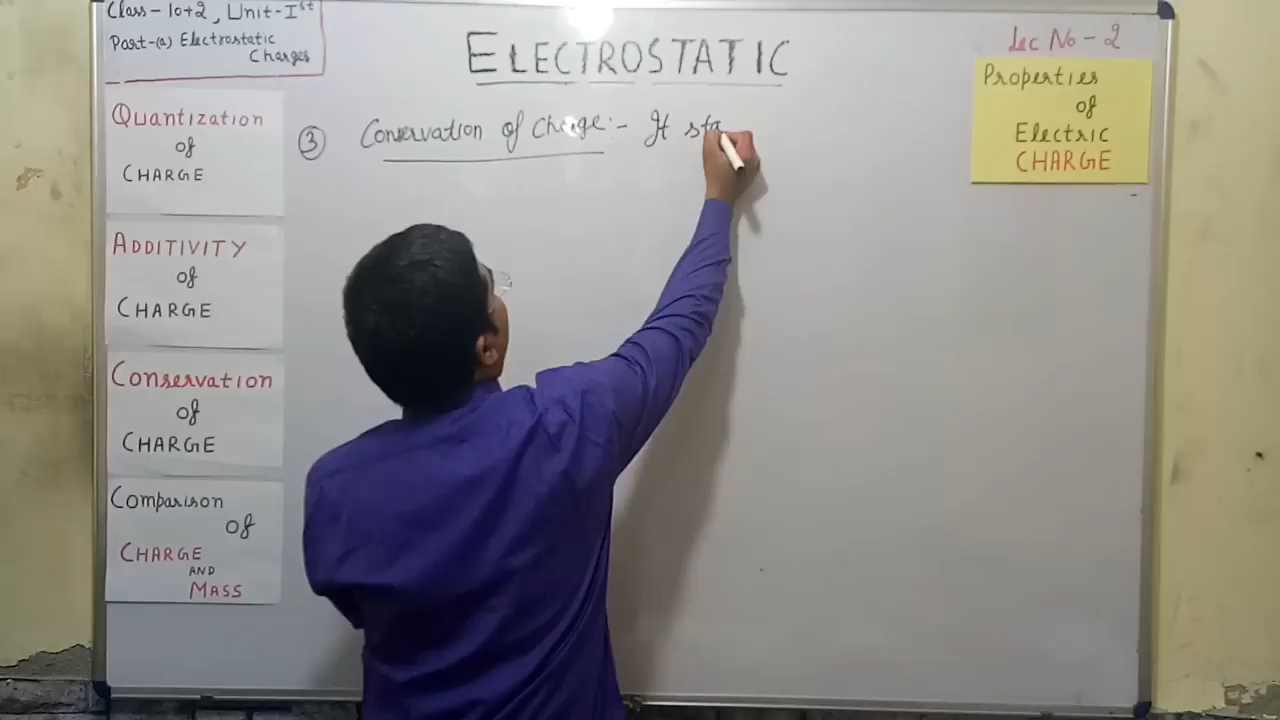 Class-10+2, Unit-Ist
Part-(a) Electrostatic
Charges
ELECTROSTATIC
Lec No-2
Properties
of
Electric
CHARGE
Quantization
of
CHARGE
ADDITIVITY
of
CHARGE
Conservation
of
CHARGE
Comparison
of
CHARGE
AND
MASS
③ Conservation of Charge:- It sta